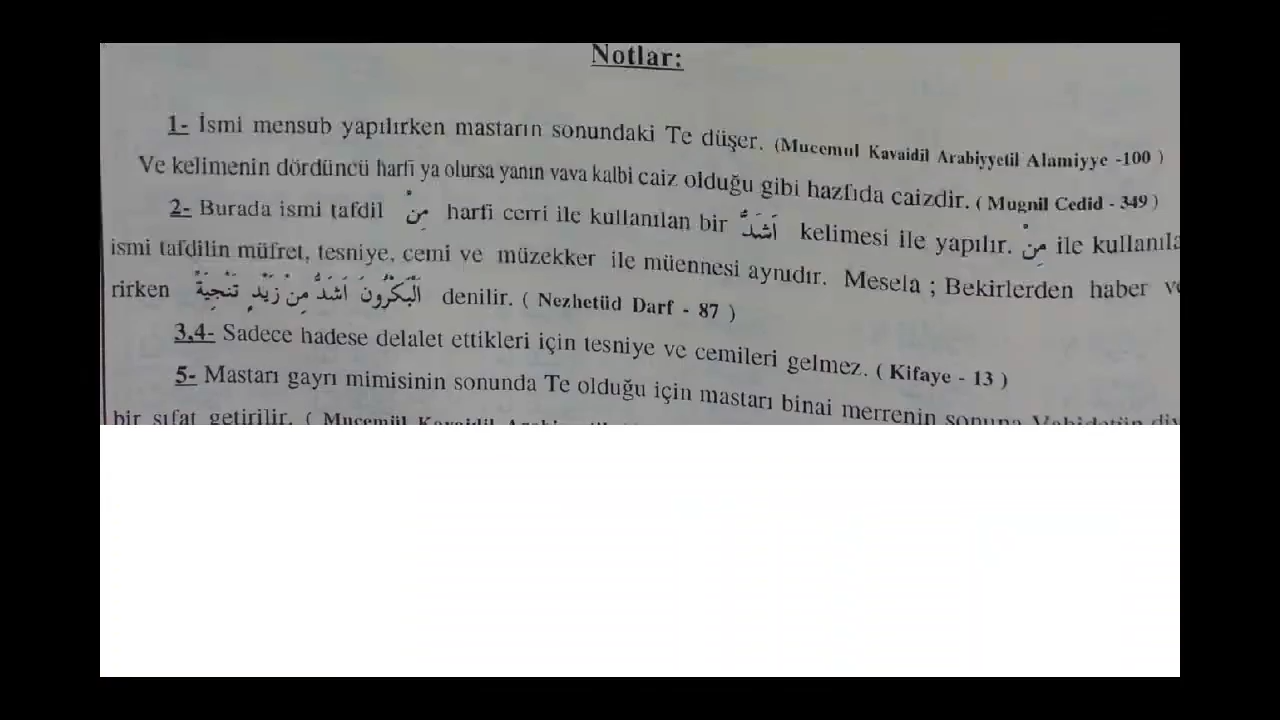 Notlar:
1- İsmi mensub yapılırken mastarın sonundaki Te düşer. (Mucemul Kavaidil Arabiyyetil Alamiyye -100 )
Ve kelimenin dördüncü harfi ya olursa yanın vava kalbi caiz olduğu gibi hazfıda caizdir. ( Mugnil Cedid - 349 )
2- Burada ismi tafdil مِنْ harfi cerri ile kullanılan bir اَشَدُّ kelimesi ile yapılır. مِنْ ile kullanıla
ismi tafdilin müfret, tesniye, cemi ve müzekker ile müennesi aynıdır. Mesela ; Bekirlerden haber ve
rirken اَلْبَكْرُونَ اَشَدُّ مِنْ زَيْدٍ تَنْجِيَةً denilir. ( Nezhetüd Darf - 87 )
3,4- Sadece hadese delalet ettikleri için tesniye ve cemileri gelmez. ( Kifaye - 13 )
5- Mastarı gayrı mimisinin sonunda Te olduğu için mastarı binai merrenin sonuna Vahidetün diy
bir sıfat getirilir. ( Mucemül Kavaidil